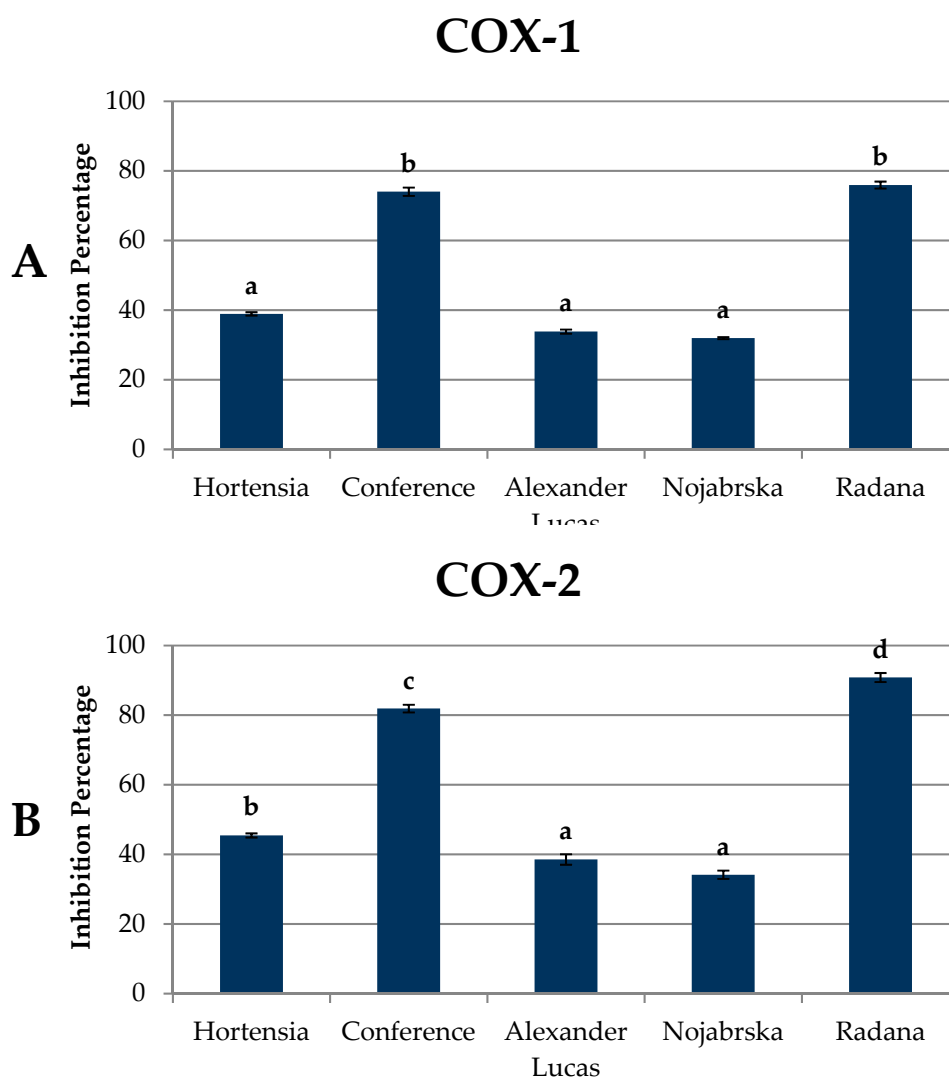 COX-1
A
Inhibition Percentage
100
80
60
40
20
0
a
b
a
a
b
Hortensia Conference Alexander Nojabrska Radana
Lucas
COX-2
B
Inhibition Percentage
100
80
60
40
20
0
b
c
a
a
d
Hortensia Conference Alexander Nojabrska Radana
Lucas